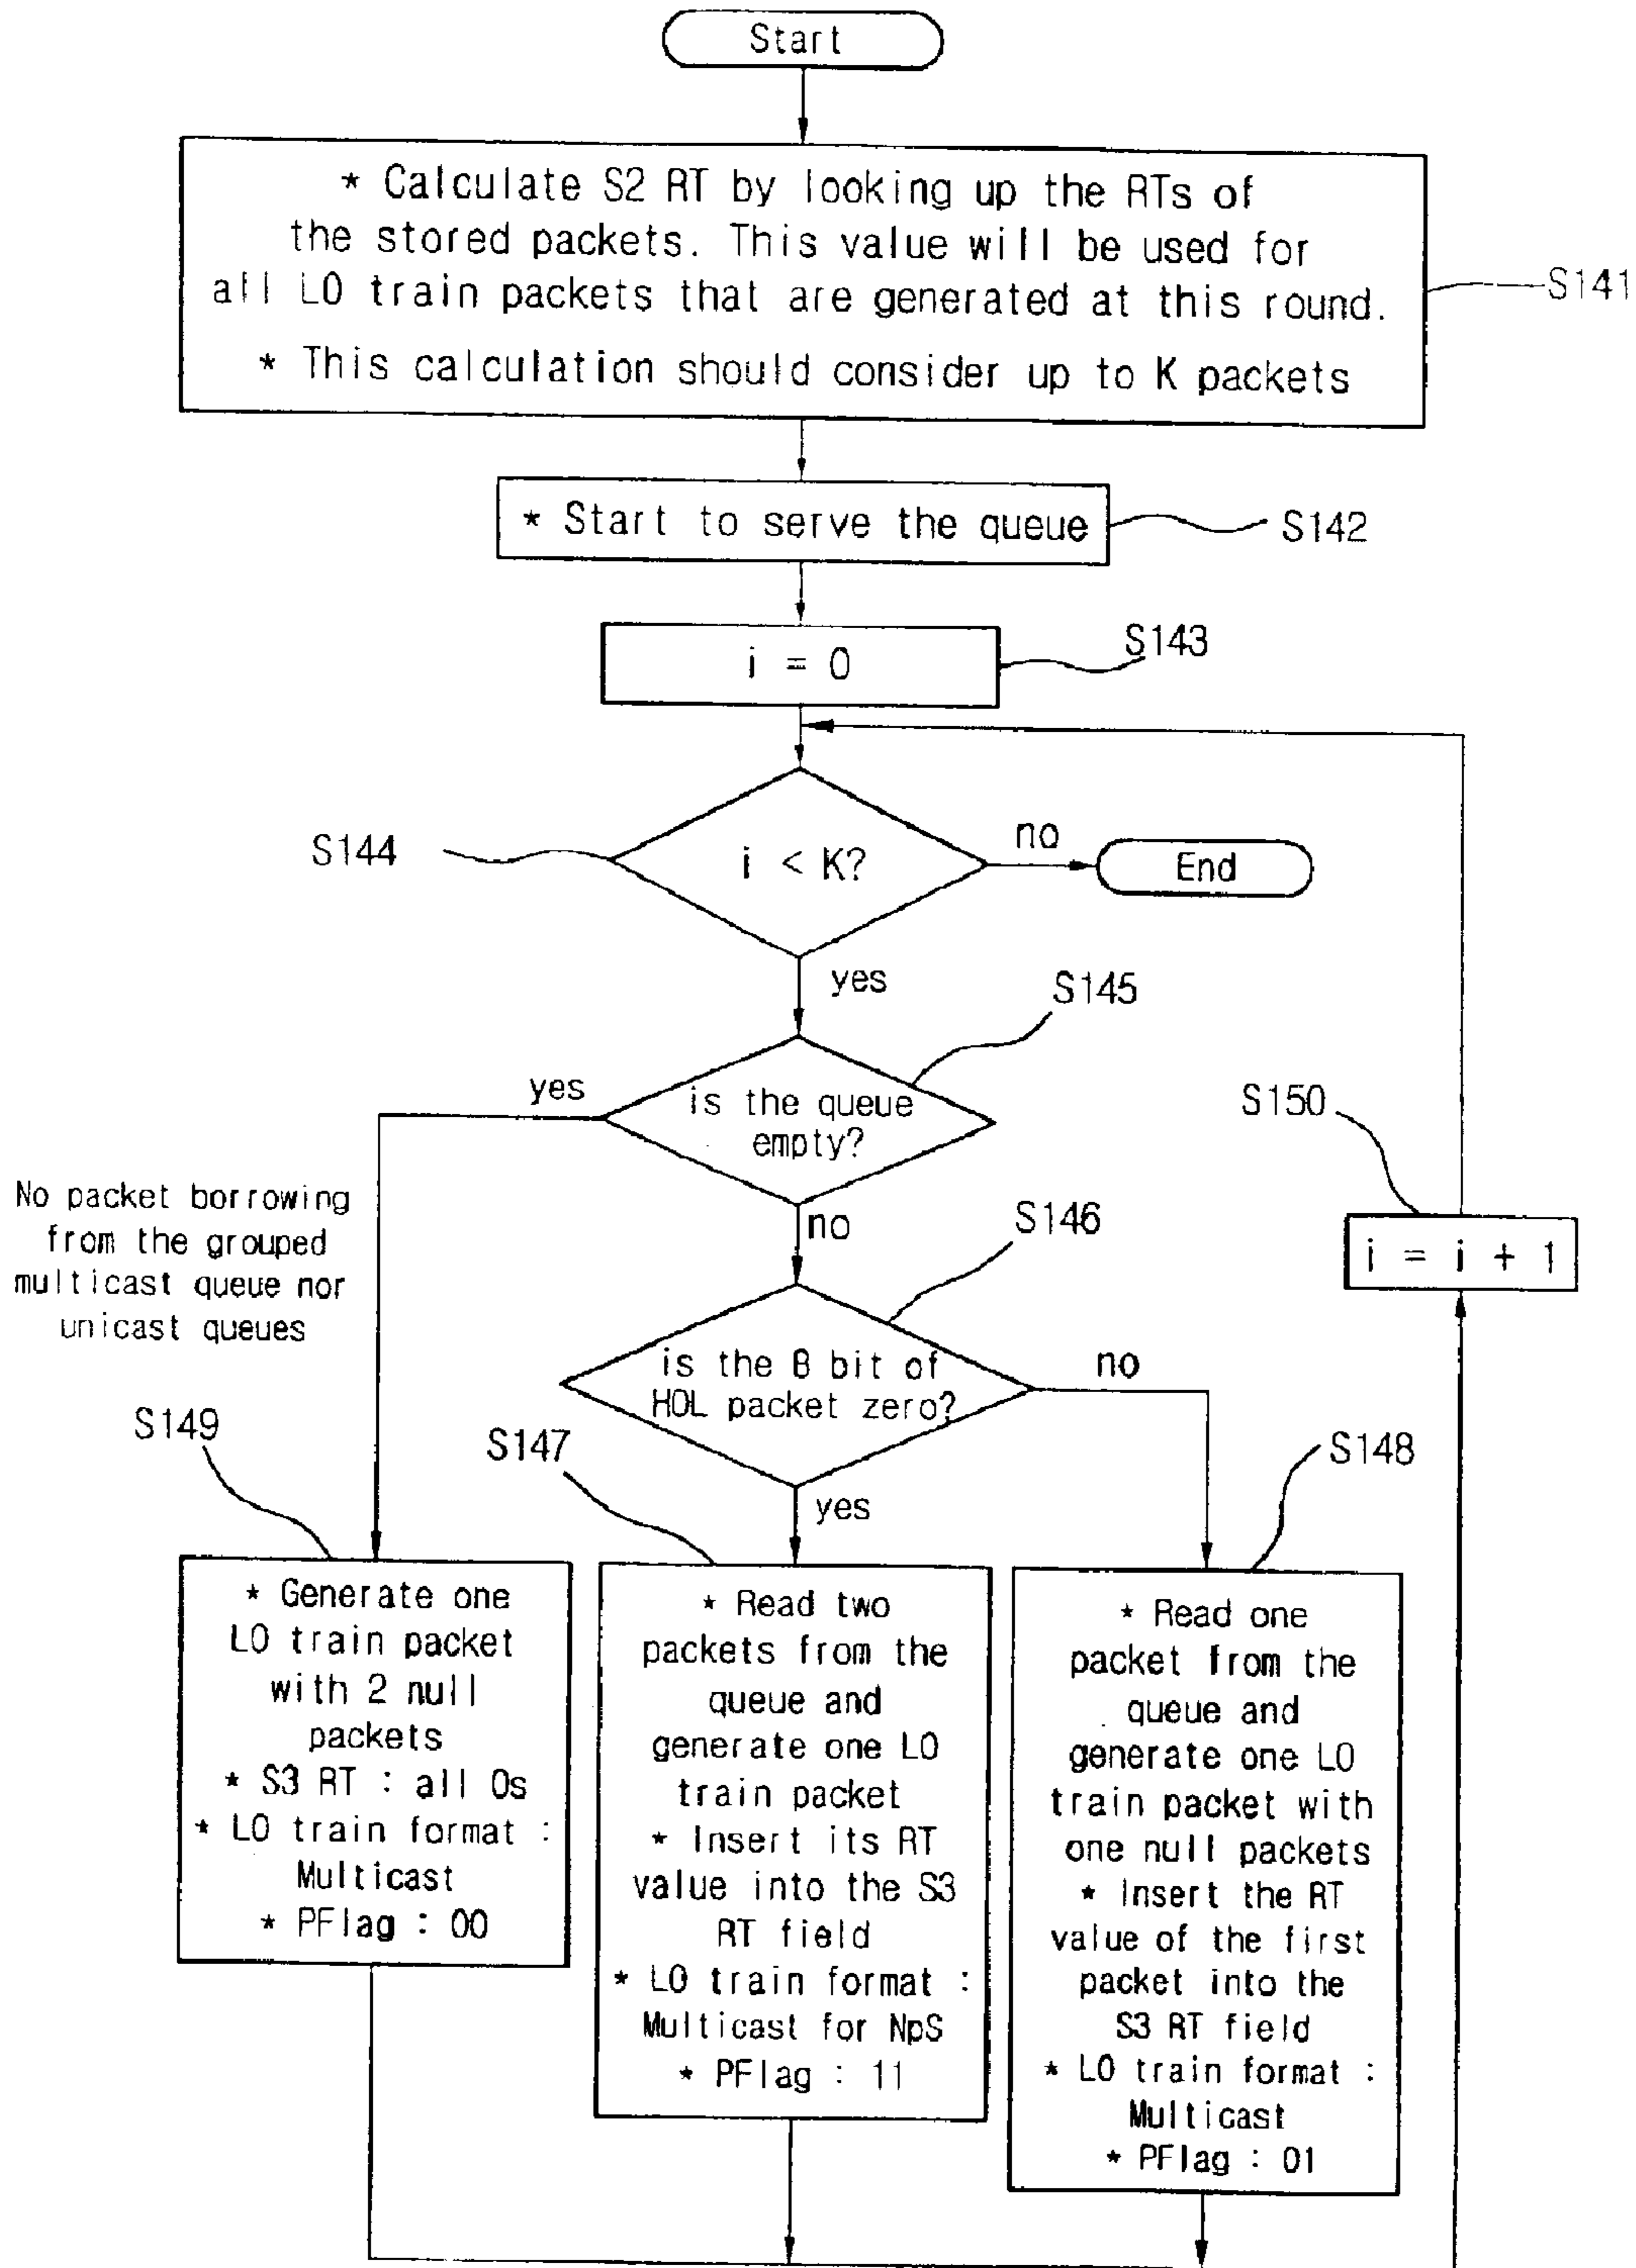 Start
* Calculate S2 RT by looking up the RTs of
the stored packets. This value will be used for
all LO train packets that are generated at this round.
* This calculation should consider up to K packets
S141
* Start to serve the queue
S142
i = 0
S143
S144
i < K?
no
End
yes
S145
yes
is the queue
empty?
no
S150
i = i + 1
No packet borrowing
from the grouped
multicast queue nor
unicast queues
S146
is the B bit of
HOL packet zero?
no
S149
S147
yes
S148
* Generate one
LO train packet
with 2 null
packets
* S3 RT : all 0s
* LO train format :
Multicast
* PFlag : 00
* Read two
packets from the
queue and
generate one LO
train packet
* Insert its RT
value into the S3
RT field
* LO train format :
Multicast for NpS
* PFlag : 11
* Read one
packet from the
queue and
generate one LO
train packet with
one null packets
* Insert the RT
value of the first
packet into the
S3 RT field
* LO train format :
Multicast
* PFlag : 01